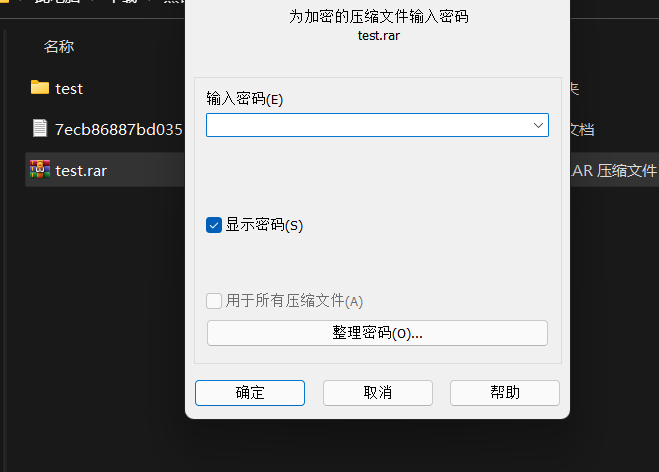 为加密的压缩文件输入密码
test.rar
名称
test
7ecb86887bd035
文档
test.rar
AR 压缩文件
输入密码(E)
显示密码(S)
用于所有压缩文件(A)
整理密码(O)...
确定
取消
帮助